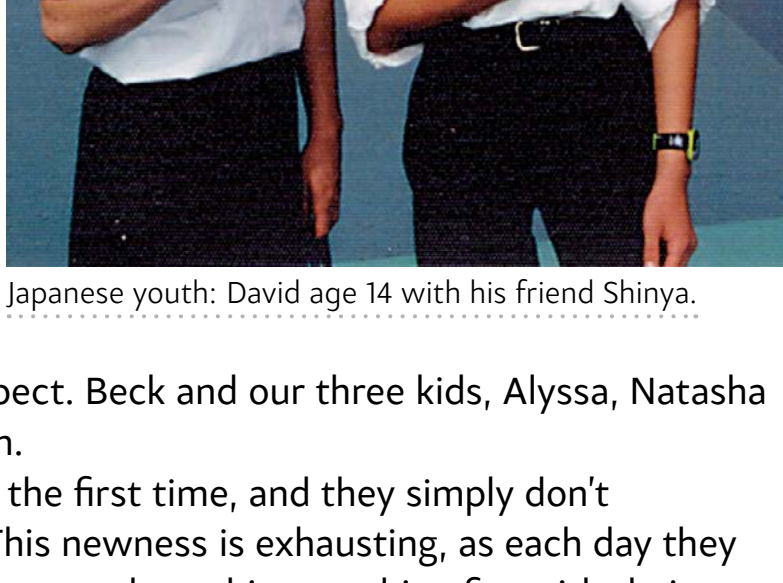 Japanese youth: David age 14 with his friend Shinya.
Beck and our three kids, Alyssa, Natasha
the first time, and they simply don't
This newness is exhausting, as each day they